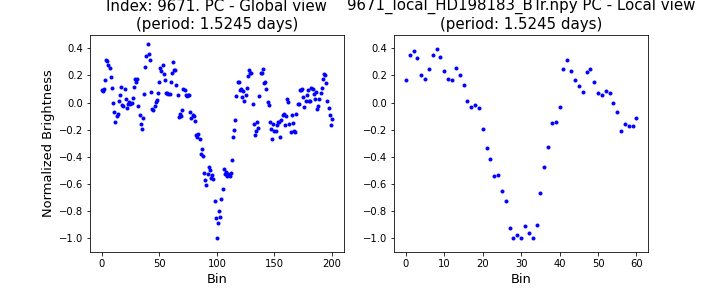 Index: 9671. PC - Global view
(period: 1.5245 days)
9671_local_HD198183_BTr.npy PC - Local view
(period: 1.5245 days)
Normalized Brightness
0.4
0.2
0.0
−0.2
−0.4
−0.6
−0.8
−1.0
0 50 100 150 200
Bin
0.4
0.2
0.0
−0.2
−0.4
−0.6
−0.8
−1.0
0 10 20 30 40 50 60
Bin